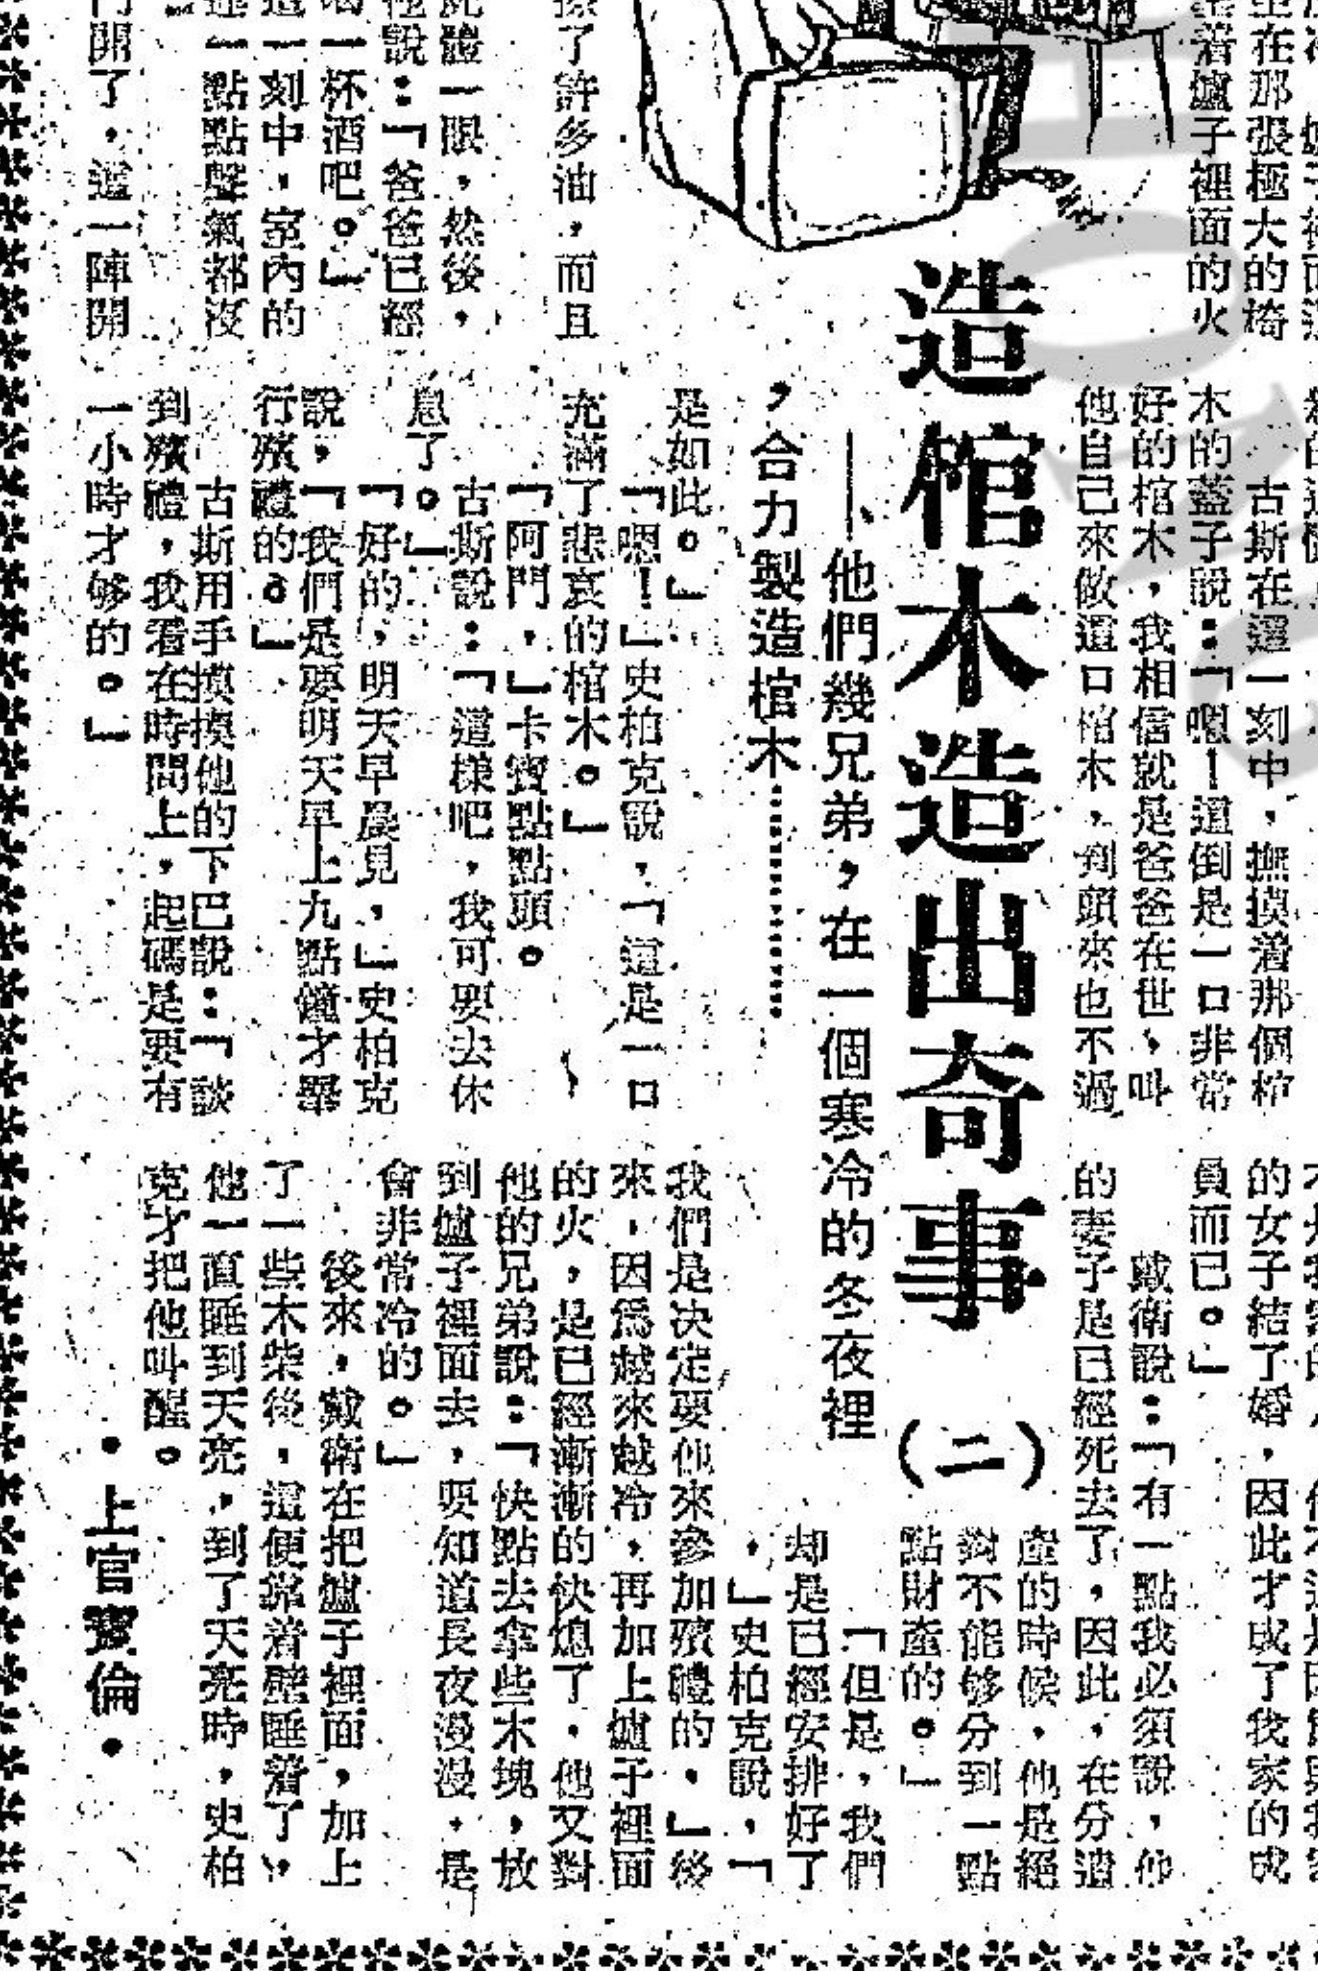 造棺木造出奇事
(二)
——他們幾兄弟，在一個寒冷的冬夜裡
，合力製造棺木……
·上官寶倫·
坐在那張極大的椅
着爐子裡面的火
擦了許多油，而且
一眼，然後，
說：「爸爸已經
一杯酒吧。」
一刻中，室內的
一點點聲氣都沒
開了，這一陣開
古斯在這一刻中，撫摸着那個棺
木的蓋子說：「嗯！這倒是一口非常
好的棺木，我相信就是爸爸在世、叫
他自己來做這口棺木，到頭來也不過
是如此。」
「嗯！」史柏克說，「這是一口
充滿了悲哀的棺木。」
「阿門，」卡賓點點頭。
古斯說：「這樣吧，我可要去休
息了。」
「好的，明天早晨見，」史柏克
說，「我們是要明天早上九點鐘才舉
行殯禮的。」
古斯用手摸摸他的下巴說：「談
到殯禮，我看在時間上，起碼是要有
一小時才够的。」
的女子結了婚，因此才成了我家的成
員而已。」
戴衛說：「有一點我必須說，他
的妻子是已經死去了，因此，在分遺
產的時候，他是絕
對不能够分到一點
點財產的。」
「但是，我們
却是已經安排好了
，」史柏克說，「
我們是決定要他來參加殯禮的，」後
來，因爲越來越冷，再加上爐子裡面
的火，是已經漸漸的快熄了，他又對
他的兄弟說：「快點去拿些木塊，放
到爐子裡面去，要知道長夜漫漫，是
會非常冷的。」
後來，戴衛在把爐子裡面，加上
了一些木柴後，這便靠着壁睡着了，
他一直睡到天亮，到了天亮時，史柏
克才把他叫醒。